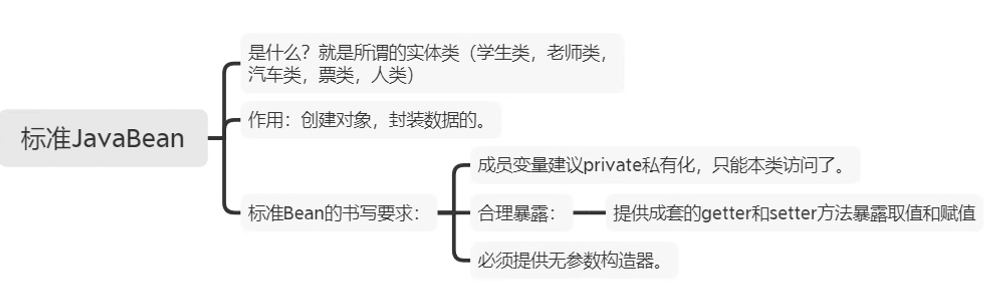 标准JavaBean
是什么？就是所谓的实体类（学生类，老师类，
汽车类，票类，人类）
作用：创建对象，封装数据的。
标准Bean的书写要求：
成员变量建议private私有化，只能本类访问了。
合理暴露：
提供成套的getter和setter方法暴露取值和赋值
必须提供无参数构造器。